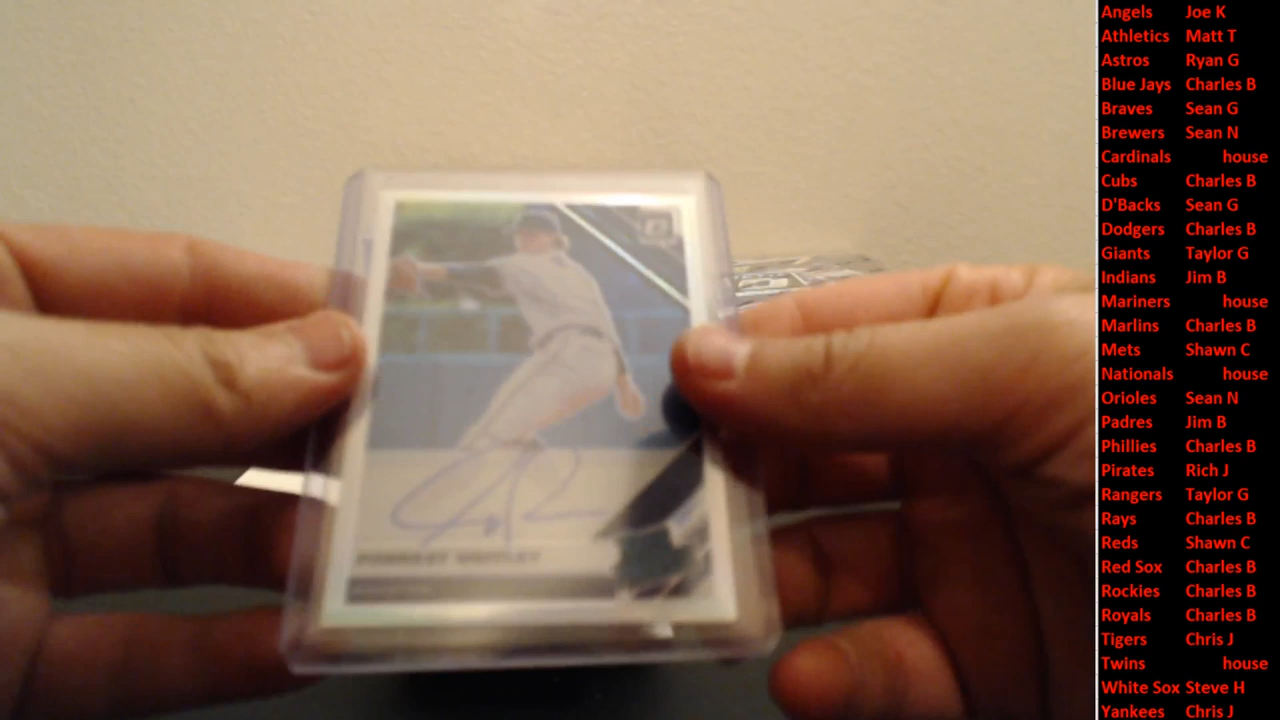 Angels Joe K
Athletics Matt T
Astros Ryan G
Blue Jays Charles B
Braves Sean G
Brewers Sean N
Cardinals house
Cubs Charles B
D'Backs Sean G
Dodgers Charles B
Giants Taylor G
Indians Jim B
Mariners house
Marlins Charles B
Mets Shawn C
Nationals house
Orioles Sean N
Padres Jim B
Phillies Charles B
Pirates Rich J
Rangers Taylor G
Rays Charles B
Reds Shawn C
Red Sox Charles B
Rockies Charles B
Royals Charles B
Tigers Chris J
Twins house
White Sox Steve H
Yankees Chris J